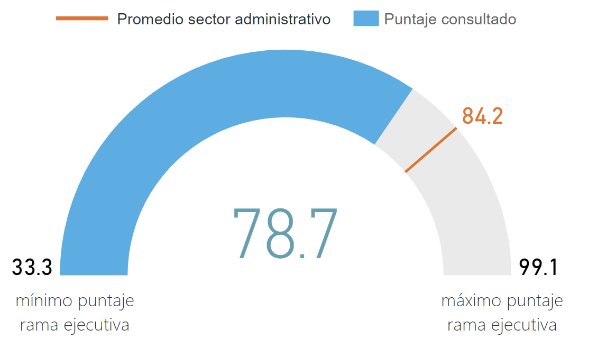 Promedio sector administrativo
Puntaje consultado
84.2
78.7
33.3
99.1
mínimo puntaje
rama ejecutiva
máximo puntaje
rama ejecutiva